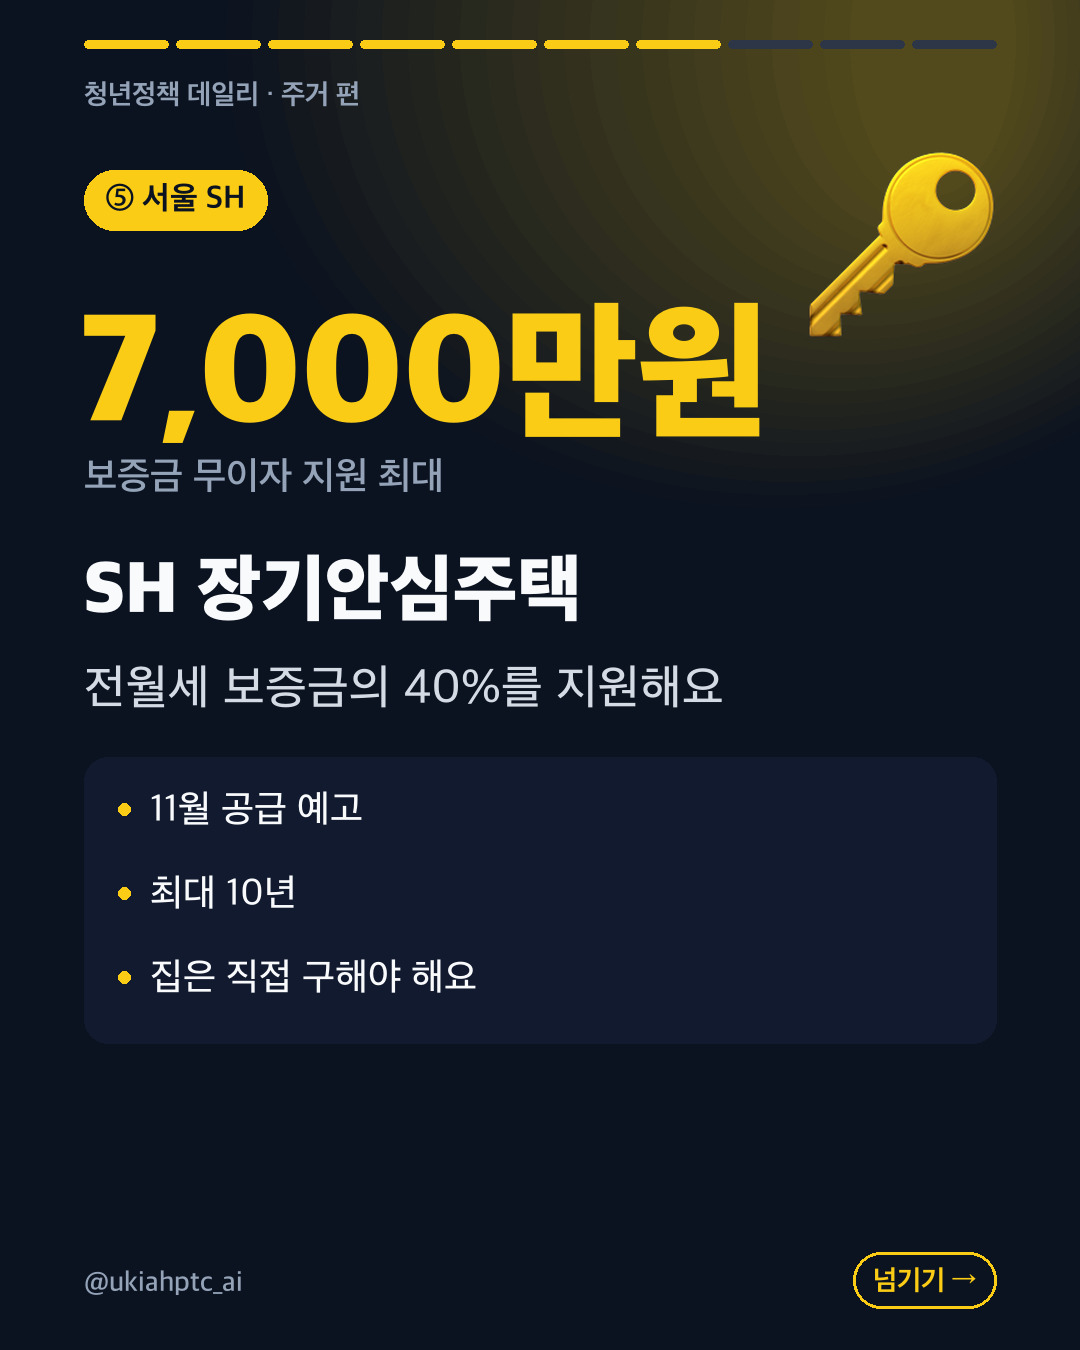 청년정책 데일리 · 주거 편
⑤ 서울 SH
7,000만원
보증금 무이자 지원 최대
SH 장기안심주택
전월세 보증금의 40%를 지원해요
• 11월 공급 예고
• 최대 10년
• 집은 직접 구해야 해요
@ukiahptc_ai
넘기기 →